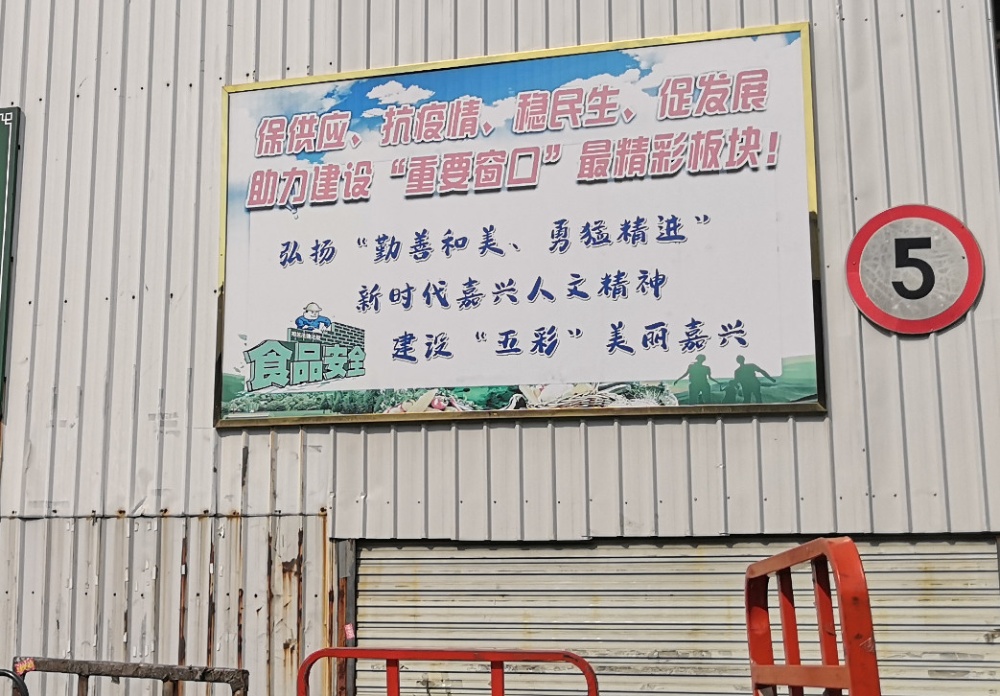 保供应、抗疫情、稳民生、促发展
助力建设“重要窗口”最精彩板块!
弘扬“勤善和美、勇猛精进”
新时代嘉兴人文精神
建设“五彩”美丽嘉兴
食品安全
5